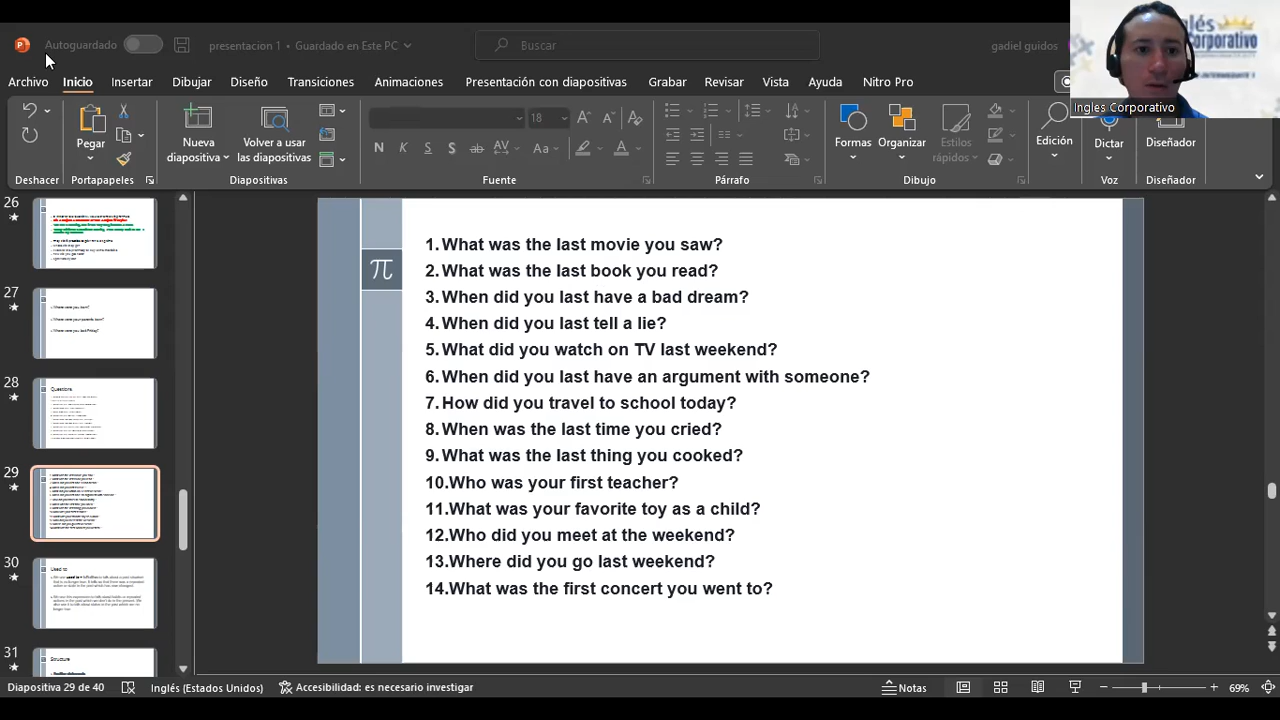 Autoguardado
presentacion 1 • Guardado en Este PC
Buscar
gadiel guidos
Archivo Inicio Insertar Dibujar Diseño Transiciones Animaciones Presentación con diapositivas Grabar Revisar Vista Ayuda Nitro Pro
Ingles Corporativo
Pegar
Nueva diapositiva
Volver a usar las diapositivas
18
N K S S ab AV Aa A
Formas
Organizar
Estilos rápidos
Edición
Dictar
Diseñador
Deshacer Portapapeles Diapositivas Fuente Párrafo Dibujo Voz Diseñador
26
27
28
Questions
29
30
Used to
31
Structure
π
1. What was the last movie you saw?
2. What was the last book you read?
3. When did you last have a bad dream?
4. When did you last tell a lie?
5. What did you watch on TV last weekend?
6. When did you last have an argument with someone?
7. How did you travel to school today?
8. When was the last time you cried?
9. What was the last thing you cooked?
10. Who was your first teacher?
11. What was your favorite toy as a child?
12. Who did you meet at the weekend?
13. Where did you go last weekend?
14. What was the first concert you went to?
Diapositiva 29 de 40 Inglés (Estados Unidos) Accesibilidad: es necesario investigar Notas 69%